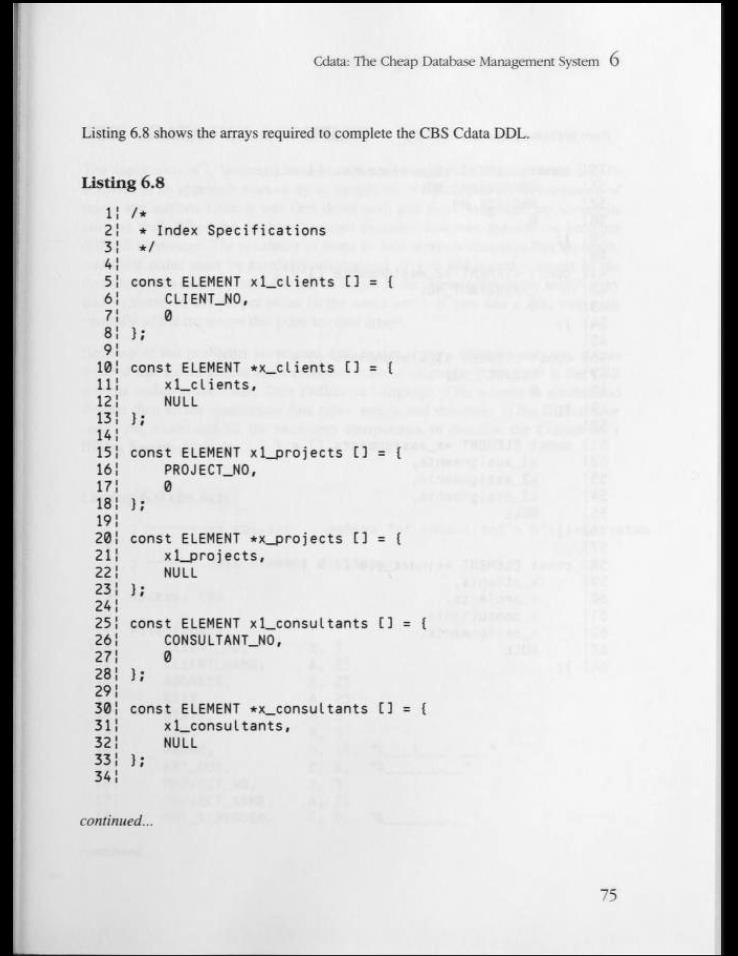 Cdata: The Cheap Database Management System 6
Listing 6.8 shows the arrays required to complete the CBS Cdata DDL.
Listing 6.8
1¦ /*
2¦  * Index Specifications
3¦  */
4¦
5¦ const ELEMENT x1_clients [] = {
6¦     CLIENT_NO,
7¦     0
8¦ };
9¦
10¦ const ELEMENT *x_clients [] = {
11¦     x1_clients,
12¦     NULL
13¦ };
14¦
15¦ const ELEMENT x1_projects [] = {
16¦     PROJECT_NO,
17¦     0
18¦ };
19¦
20¦ const ELEMENT *x_projects [] = {
21¦     x1_projects,
22¦     NULL
23¦ };
24¦
25¦ const ELEMENT x1_consultants [] = {
26¦     CONSULTANT_NO,
27¦     0
28¦ };
29¦
30¦ const ELEMENT *x_consultants [] = {
31¦     x1_consultants,
32¦     NULL
33¦ };
34¦
continued...
75